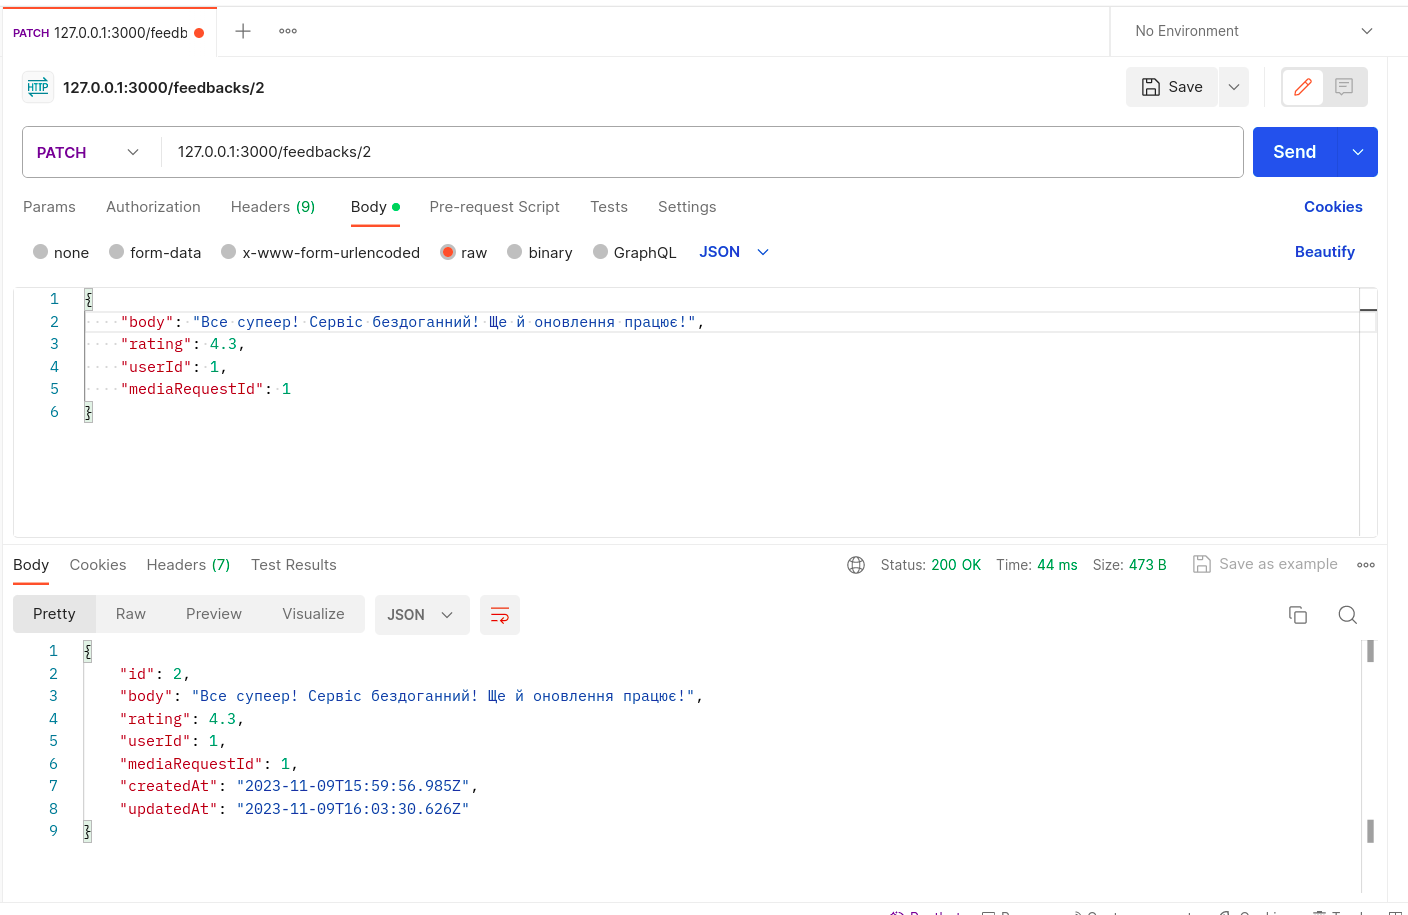 PATCH 127.0.0.1:3000/feedb
No Environment
HTTP 127.0.0.1:3000/feedbacks/2
Save
PATCH 127.0.0.1:3000/feedbacks/2
Send
Params Authorization Headers (9) Body Pre-request Script Tests Settings Cookies
none form-data x-www-form-urlencoded raw binary GraphQL JSON Beautify
1 {
2 "body": "Все супеер! Сервіс бездоганний! Ще й оновлення працює!",
3 "rating": 4.3,
4 "userId": 1,
5 "mediaRequestId": 1
6 }
Body Cookies Headers (7) Test Results Status: 200 OK Time: 44 ms Size: 473 B Save as example
Pretty Raw Preview Visualize JSON
1 {
2 "id": 2,
3 "body": "Все супеер! Сервіс бездоганний! Ще й оновлення працює!",
4 "rating": 4.3,
5 "userId": 1,
6 "mediaRequestId": 1,
7 "createdAt": "2023-11-09T15:59:56.985Z",
8 "updatedAt": "2023-11-09T16:03:30.626Z"
9 }